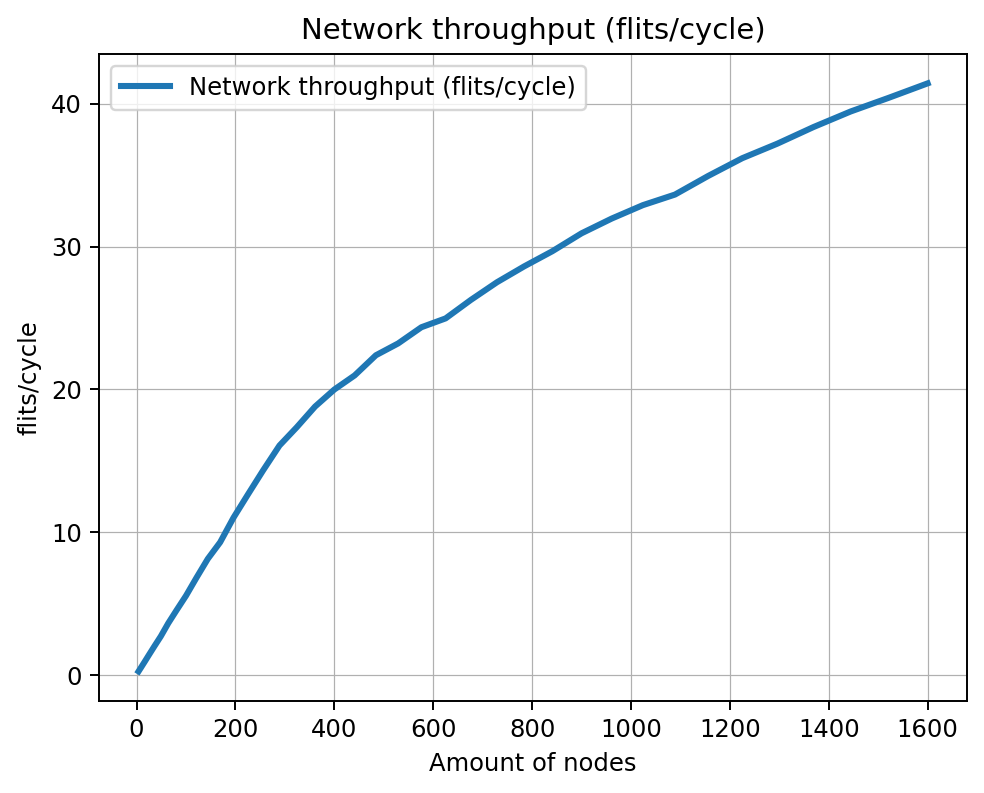 Network throughput (flits/cycle)
Network throughput (flits/cycle)
flits/cycle
40
30
20
10
0
0 200 400 600 800 1000 1200 1400 1600
Amount of nodes